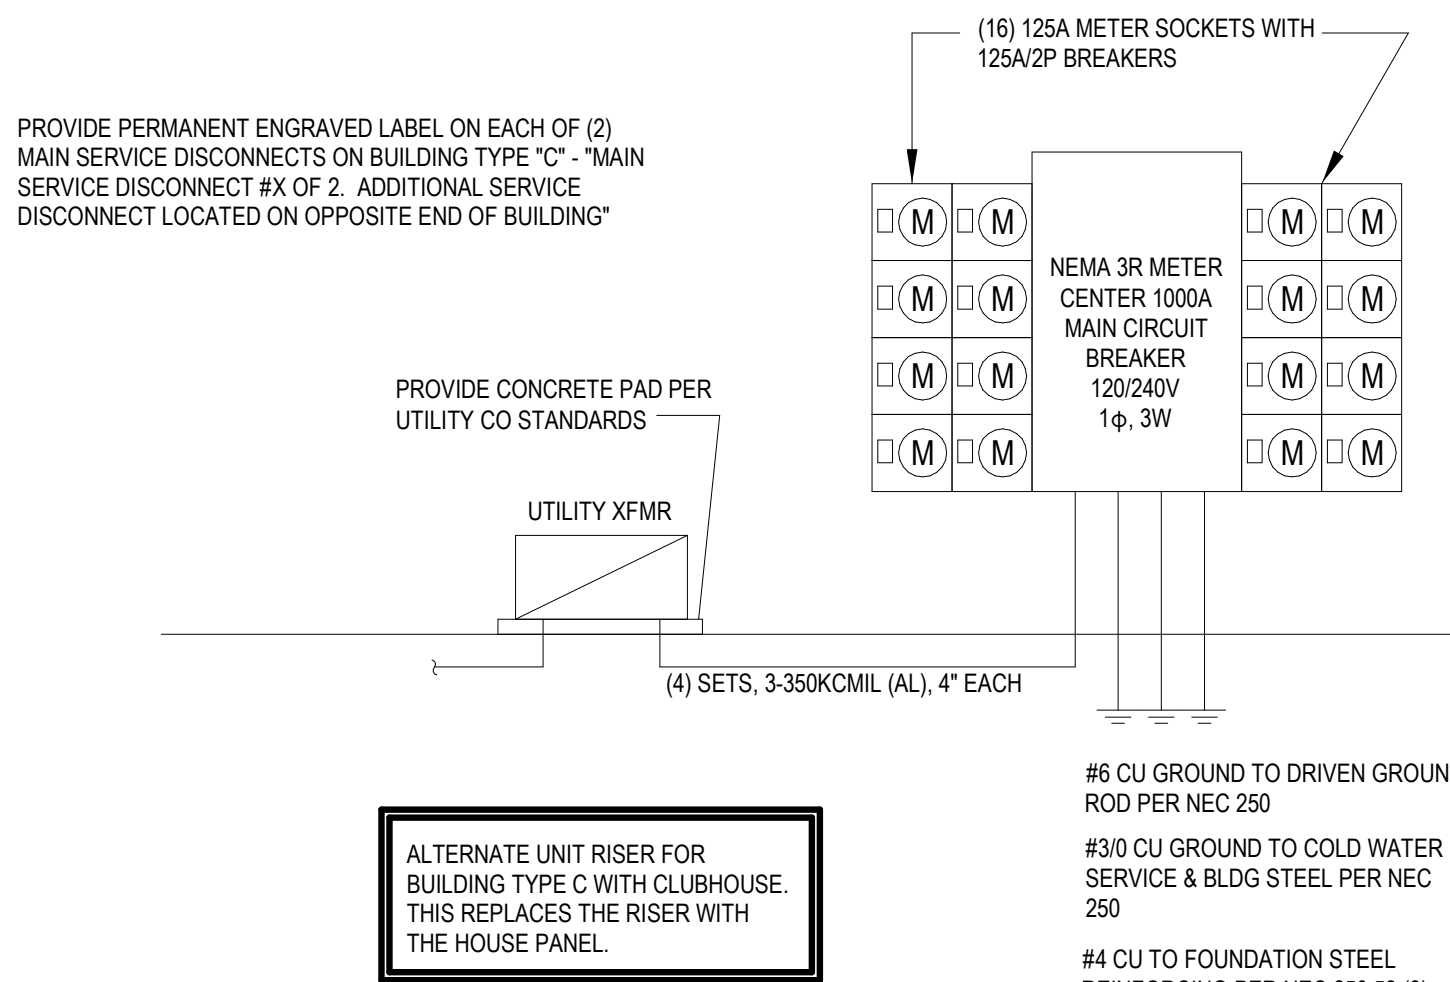 (16) 125A METER SOCKETS WITH
125A/2P BREAKERS
PROVIDE PERMANENT ENGRAVED LABEL ON EACH OF (2)
MAIN SERVICE DISCONNECTS ON BUILDING TYPE "C" - "MAIN
SERVICE DISCONNECT #X OF 2. ADDITIONAL SERVICE
DISCONNECT LOCATED ON OPPOSITE END OF BUILDING"
M M M M
M M M M
M M M M
M M M M
NEMA 3R METER
CENTER 1000A
MAIN CIRCUIT
BREAKER
120/240V
1ϕ, 3W
PROVIDE CONCRETE PAD PER
UTILITY CO STANDARDS
UTILITY XFMR
(4) SETS, 3-350KCMIL (AL), 4" EACH
#6 CU GROUND TO DRIVEN GROUN
ROD PER NEC 250
#3/0 CU GROUND TO COLD WATER
SERVICE & BLDG STEEL PER NEC
250
#4 CU TO FOUNDATION STEEL
ALTERNATE UNIT RISER FOR
BUILDING TYPE C WITH CLUBHOUSE.
THIS REPLACES THE RISER WITH
THE HOUSE PANEL.